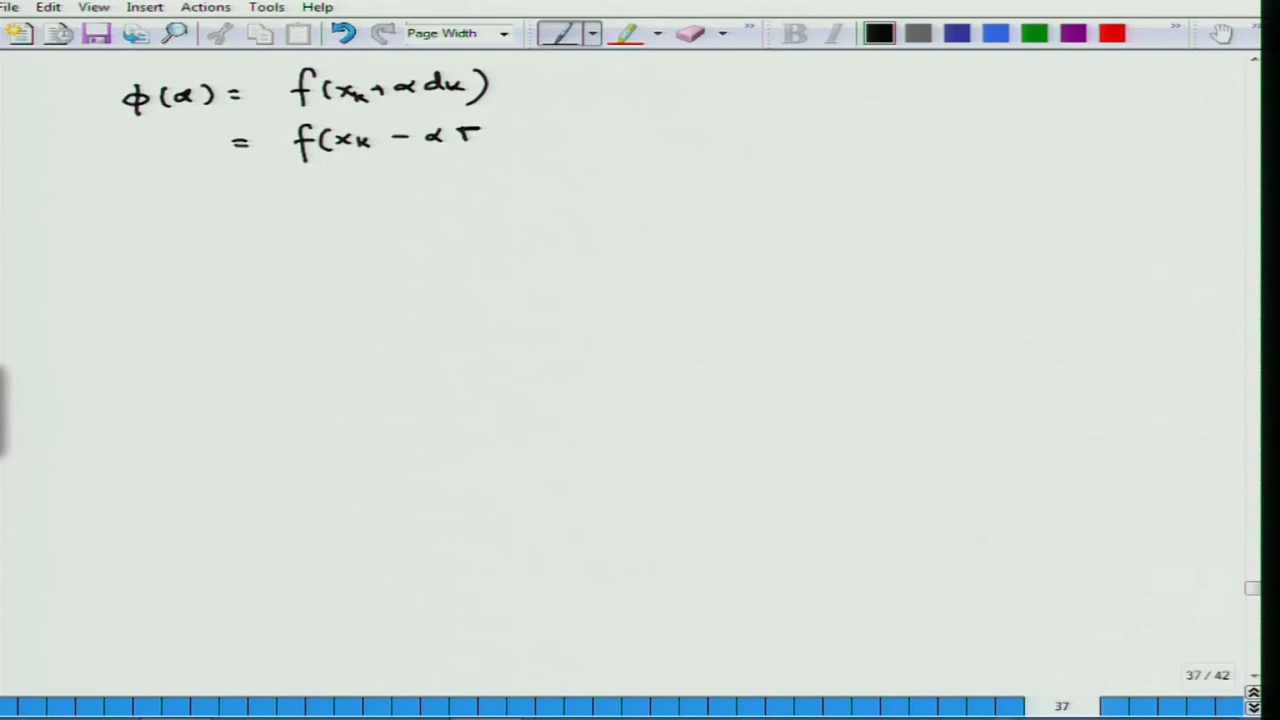 File Edit View Insert Actions Tools Help
Page Width B I
φ(α) = f(xₖ + α dₖ)
= f(xₖ - α
37/42
37